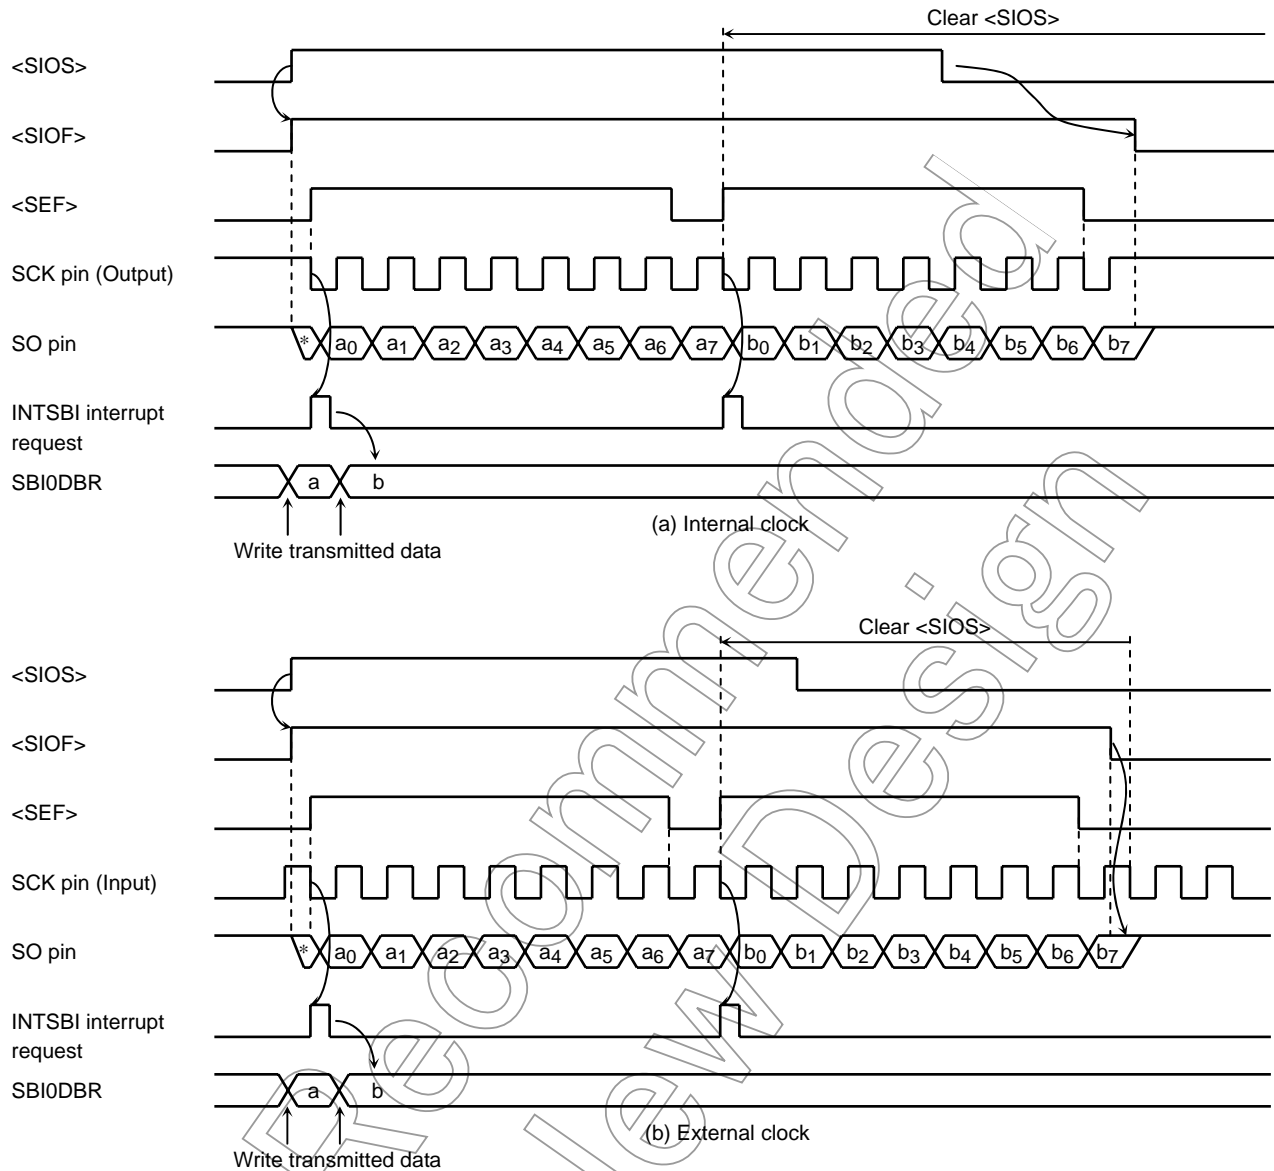 Clear <SIOS>
<SIOS>
<SIOF>
<SEF>
SCK pin (Output)
SO pin
* a0 a1 a2 a3 a4 a5 a6 a7 b0 b1 b2 b3 b4 b5 b6 b7
INTSBI interrupt
request
SBI0DBR
a b
(a) Internal clock
Write transmitted data
Clear <SIOS>
<SIOS>
<SIOF>
<SEF>
SCK pin (Input)
SO pin
* a0 a1 a2 a3 a4 a5 a6 a7 b0 b1 b2 b3 b4 b5 b6 b7
INTSBI interrupt
request
SBI0DBR
a b
(b) External clock
Write transmitted data
Recommended
ew Design